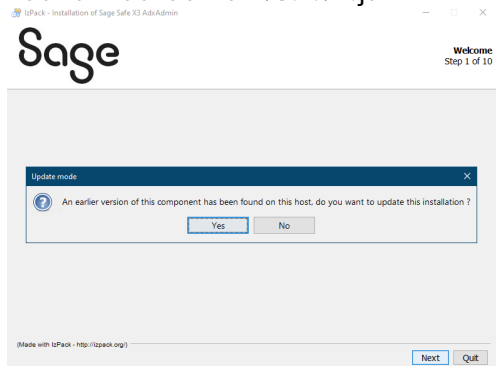 IzPack - Installation of Sage Safe X3 AdxAdmin
Sage
Welcome
Step 1 of 10
Update mode
An earlier version of this component has been found on this host, do you want to update this installation ?
Yes
No
(Made with IzPack - http://izpack.org/)
Next
Quit